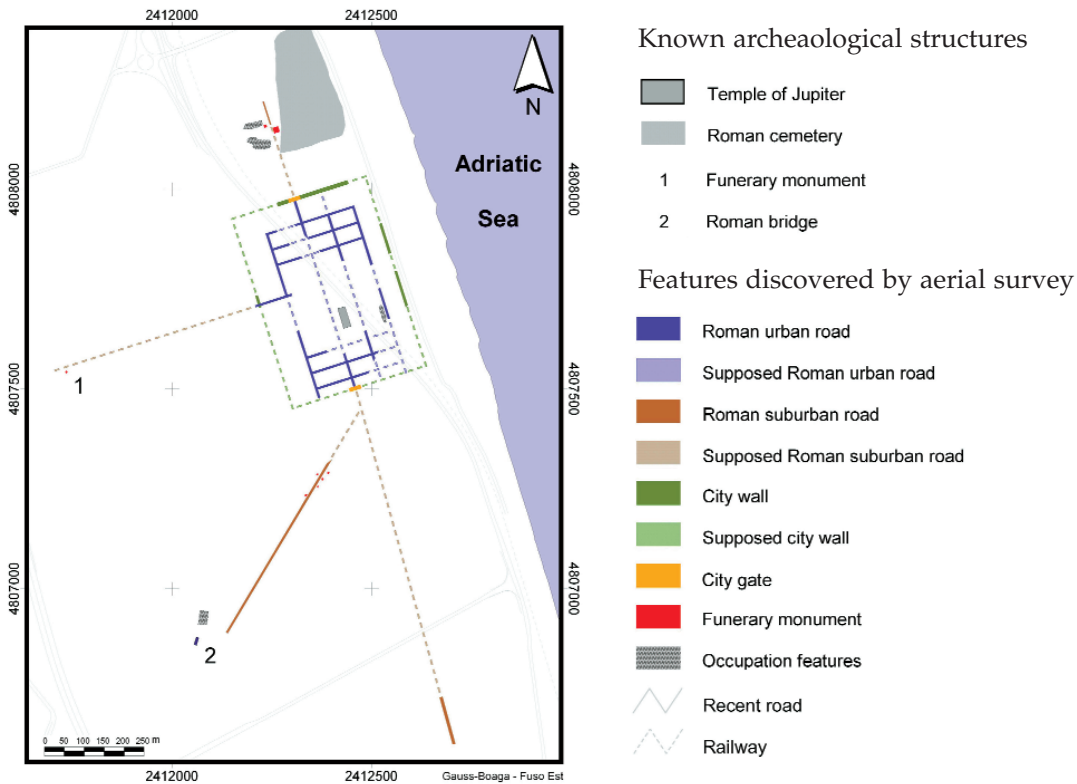 2412000 2412500
N
Adriatic
Sea
4808000 4808000
4807500 4807500
1
4807000 4807000
2
0 50 100 150 200 250 m
Gauss-Boaga - Fuso Est
2412000 2412500
Known archeaological structures
Temple of Jupiter
Roman cemetery
1 Funerary monument
2 Roman bridge
Features discovered by aerial survey
Roman urban road
Supposed Roman urban road
Roman suburban road
Supposed Roman suburban road
City wall
Supposed city wall
City gate
Funerary monument
Occupation features
Recent road
Railway